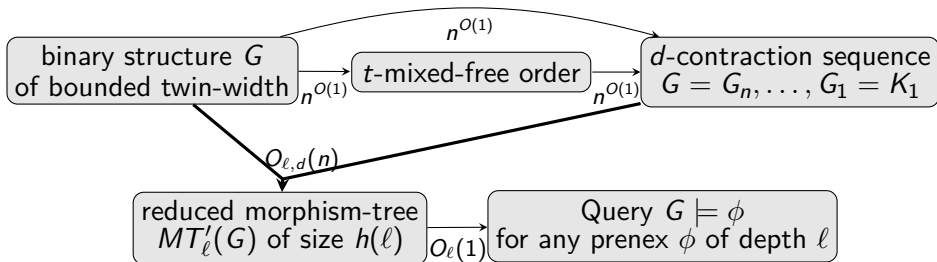 n^{O(1)}
binary structure G
of bounded twin-width
n^{O(1)}
t-mixed-free order
n^{O(1)}
d-contraction sequence
G = G_n, . . . , G_1 = K_1
O_{ℓ,d}(n)
reduced morphism-tree
MT'_ℓ(G) of size h(ℓ)
O_ℓ(1)
Query G ⊨ ϕ
for any prenex ϕ of depth ℓ